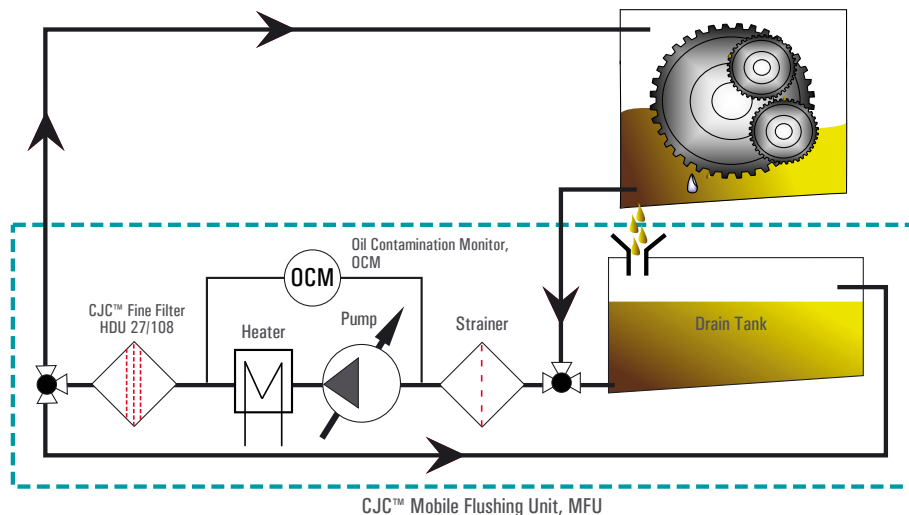 Oil Contamination Monitor,
OCM
OCM
CJC™ Fine Filter
HDU 27/108
Heater
Pump
Strainer
Drain Tank
CJC™ Mobile Flushing Unit, MFU